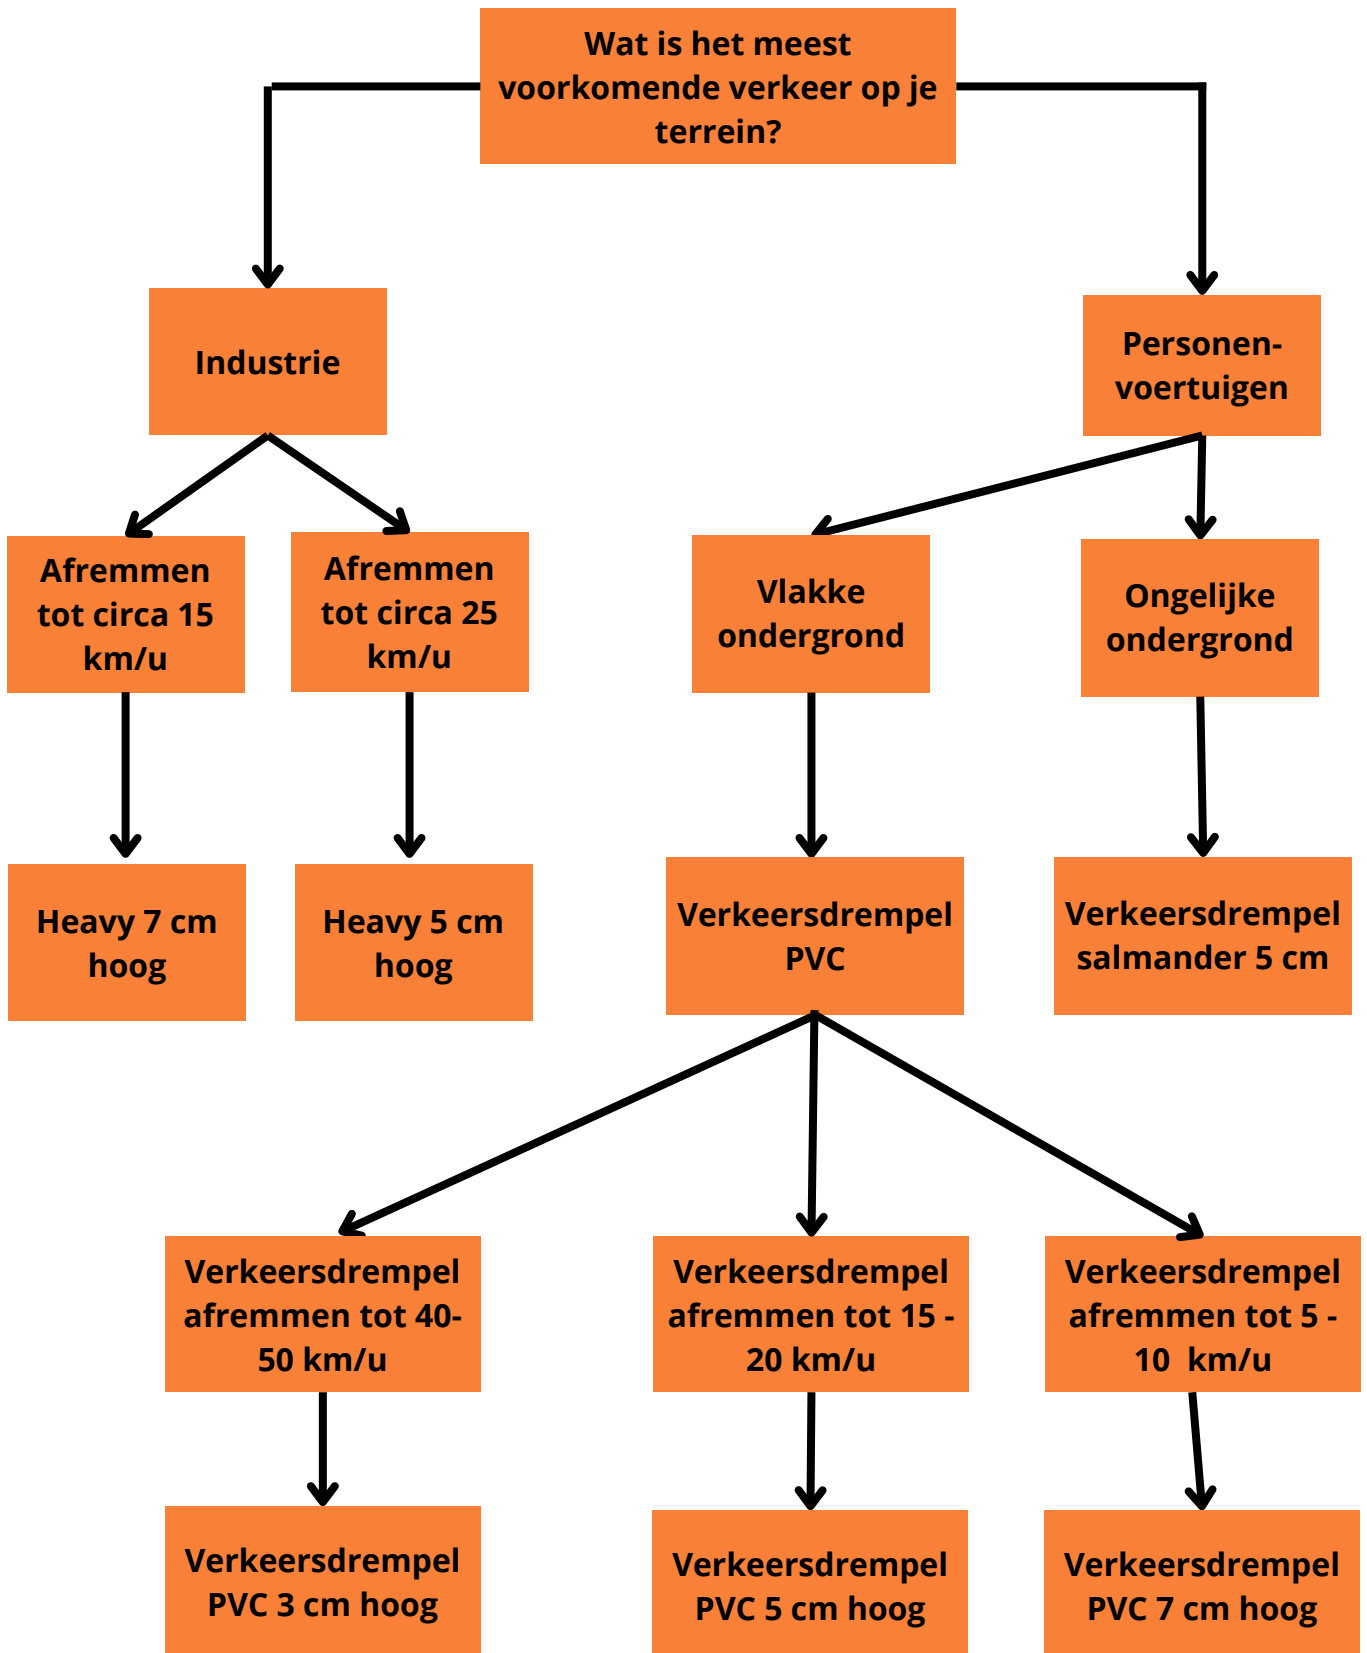 Wat is het meest
voorkomende verkeer op je
terrein?
Industrie
Personen-
voertuigen
Afremmen
tot circa 15
km/u
Afremmen
tot circa 25
km/u
Vlakke
ondergrond
Ongelijke
ondergrond
Heavy 7 cm
hoog
Heavy 5 cm
hoog
Verkeersdrempel
PVC
Verkeersdrempel
salmander 5 cm
Verkeersdrempel
afremmen tot 40-
50 km/u
Verkeersdrempel
afremmen tot 15 -
20 km/u
Verkeersdrempel
afremmen tot 5 -
10  km/u
Verkeersdrempel
PVC 3 cm hoog
Verkeersdrempel
PVC 5 cm hoog
Verkeersdrempel
PVC 7 cm hoog